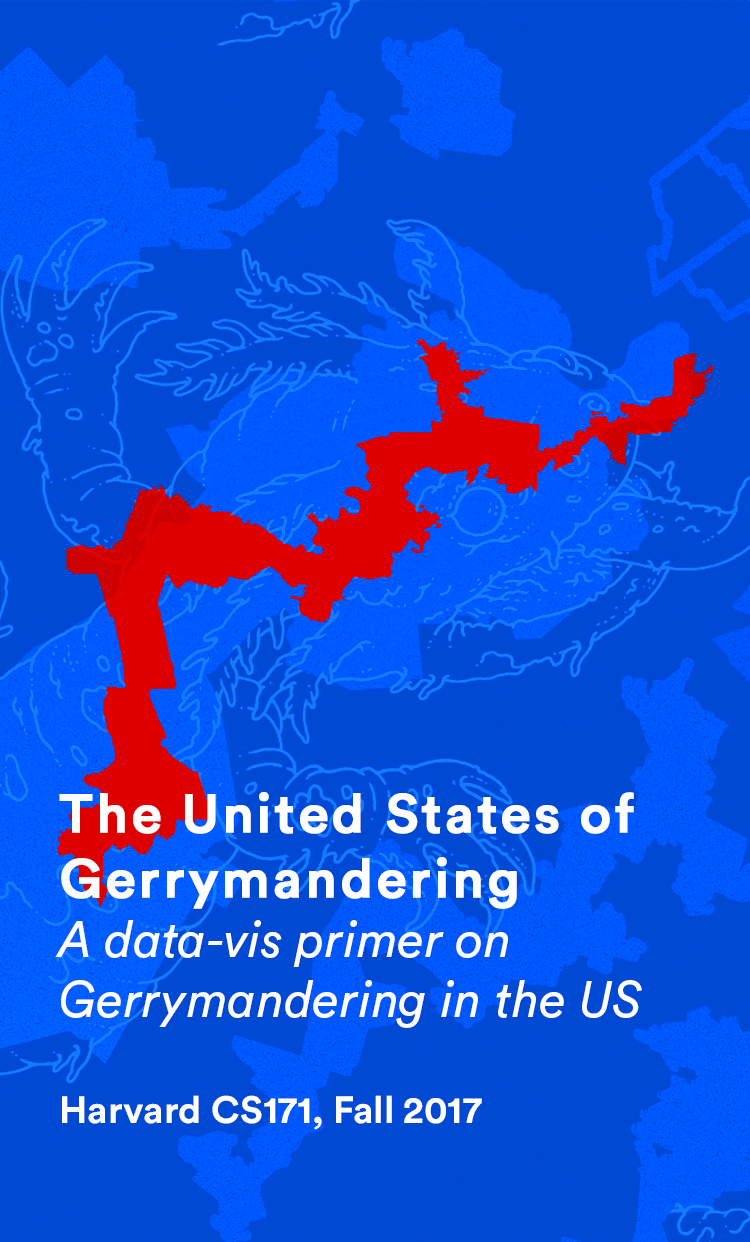 The United States of
Gerrymandering
A data-vis primer on
Gerrymandering in the US
Harvard CS171, Fall 2017